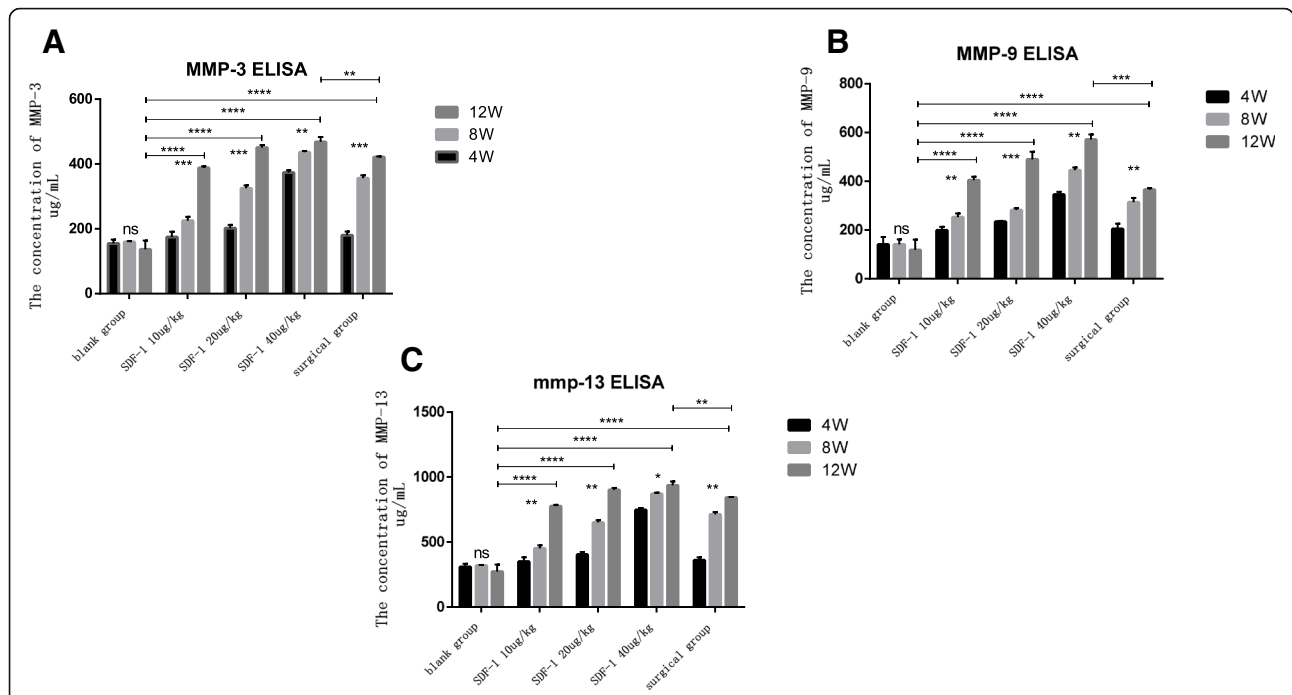 A
MMP-3 ELISA
The concentration of MMP-3
ug/mL
600
400
200
0
**
****
****
****
****
ns
***
***
**
***
12W
8W
4W
blank group
SDF-1 10ug/kg
SDF-1 20ug/kg
SDF-1 40ug/kg
surgical group
B
MMP-9 ELISA
The concentration of MMP-9
ug/mL
800
600
400
200
0
***
****
****
****
****
ns
**
***
**
**
4W
8W
12W
blank group
SDF-1 10ug/kg
SDF-1 20ug/kg
SDF-1 40ug/kg
surgical group
C
mmp-13 ELISA
The concentration of MMP-13
ug/mL
1500
1000
500
0
**
****
****
****
****
ns
**
**
*
**
4W
8W
12W
blank group
SDF-1 10ug/kg
SDF-1 20ug/kg
SDF-1 40ug/kg
surgical group